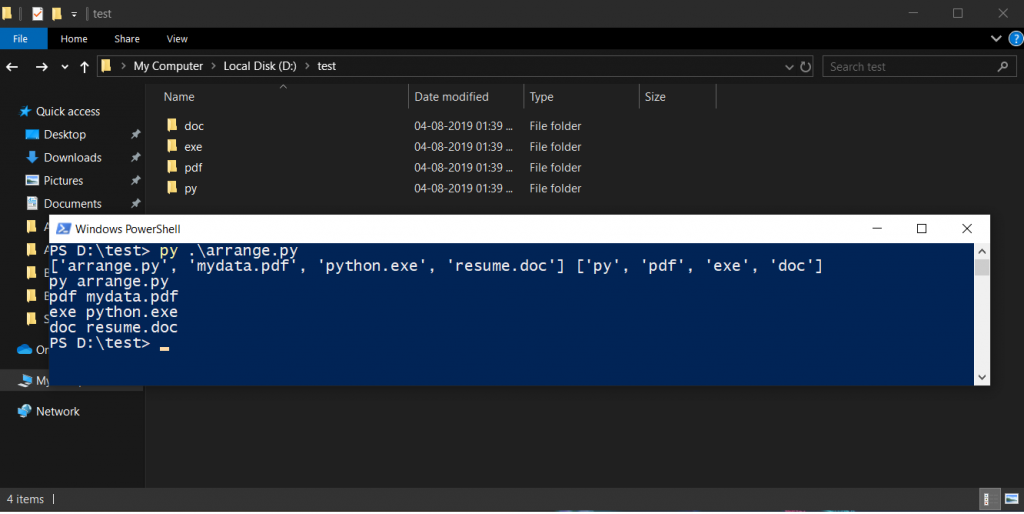 test
File Home Share View
My Computer Local Disk (D:) test
Search test
Name Date modified Type Size
doc 04-08-2019 01:39 ... File folder
exe 04-08-2019 01:39 ... File folder
pdf 04-08-2019 01:39 ... File folder
py 04-08-2019 01:39 ... File folder
Quick access
Desktop
Downloads
Pictures
Documents
Windows PowerShell
PS D:\test> py .\arrange.py
['arrange.py', 'mydata.pdf', 'python.exe', 'resume.doc'] ['py', 'pdf', 'exe', 'doc']
py arrange.py
pdf mydata.pdf
exe python.exe
doc resume.doc
PS D:\test>
Network
4 items